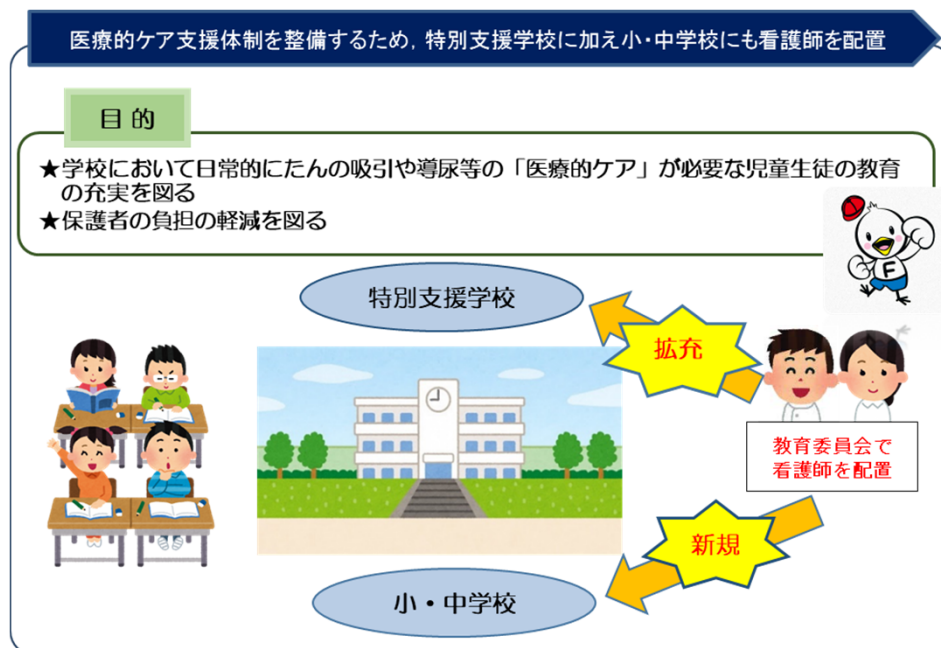 医療的ケア支援体制を整備するため，特別支援学校に加え小・中学校にも看護師を配置
目的
★学校において日常的にたんの吸引や導尿等の「医療的ケア」が必要な児童生徒の教育
の充実を図る
★保護者の負担の軽減を図る
F
特別支援学校
拡充
教育委員会で
看護師を配置
新規
小・中学校